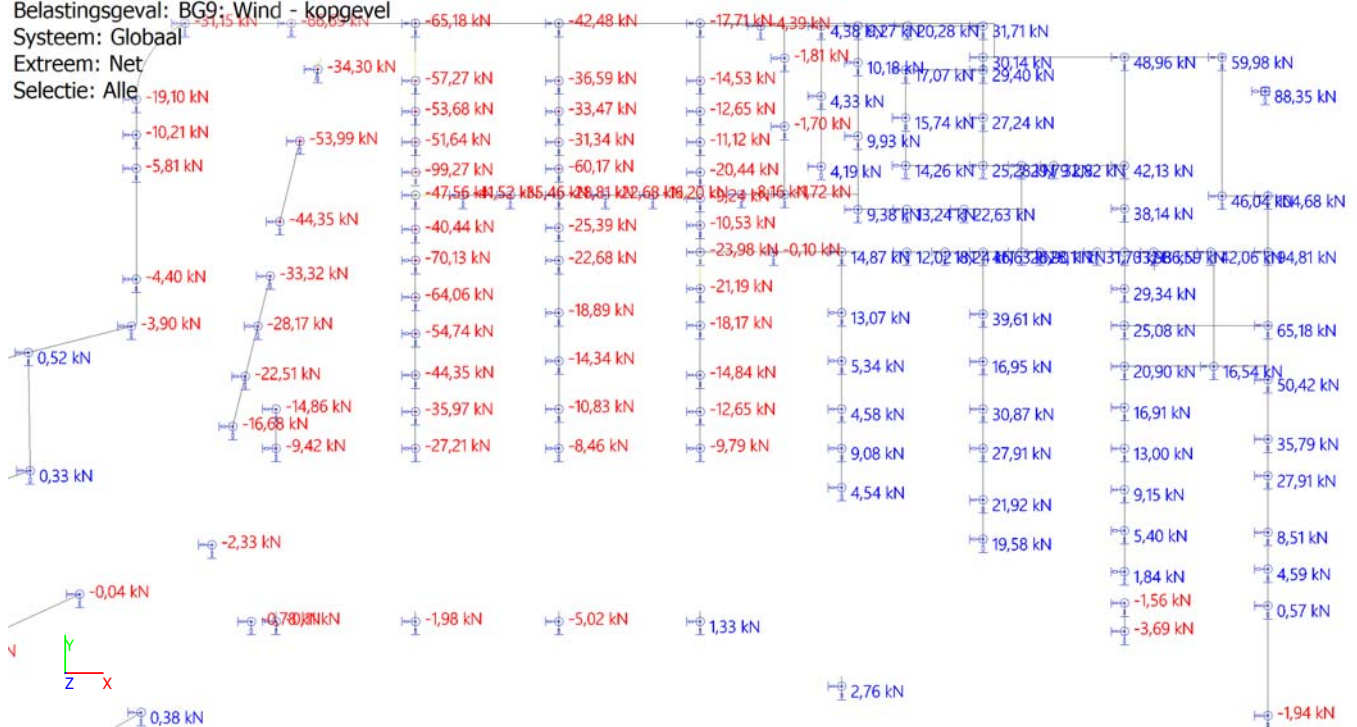 Belastingsgeval: BG9: Wind - kopgevel
Systeem: Globaal
Extreem: Net
Selectie: Alle
-31,15 kN
-65,18 kN -42,48 kN -17,71 kN -4,39 kN 4,38 kN 20,28 kN 31,71 kN
-34,30 kN -1,81 kN 10,18 kN 17,07 kN 30,14 kN 29,40 kN 48,96 kN 59,98 kN
-57,27 kN -36,59 kN -14,53 kN 88,35 kN
-19,10 kN -53,68 kN -33,47 kN -12,65 kN 4,33 kN
-10,21 kN -53,99 kN -51,64 kN -31,34 kN -11,12 kN -1,70 kN 9,93 kN 15,74 kN 27,24 kN
-5,81 kN -99,27 kN -60,17 kN -20,44 kN 4,19 kN 14,26 kN 42,13 kN
-47,56 kN
-44,35 kN -40,44 kN -25,39 kN -10,53 kN 9,38 kN 13,24 kN 22,63 kN 38,14 kN
-70,13 kN -22,68 kN -23,98 kN -0,10 kN 14,87 kN 94,81 kN
-4,40 kN -33,32 kN -64,06 kN -21,19 kN 29,34 kN
-3,90 kN -28,17 kN -54,74 kN -18,89 kN -18,17 kN 13,07 kN 39,61 kN 25,08 kN 65,18 kN
0,52 kN -22,51 kN -44,35 kN -14,34 kN -14,84 kN 5,34 kN 16,95 kN 20,90 kN 16,54 kN 50,42 kN
-14,86 kN -35,97 kN -10,83 kN -12,65 kN 4,58 kN 30,87 kN 16,91 kN
-16,68 kN
-9,42 kN -27,21 kN -8,46 kN -9,79 kN 9,08 kN 27,91 kN 13,00 kN 35,79 kN
0,33 kN 4,54 kN 21,92 kN 9,15 kN 27,91 kN
-2,33 kN 19,58 kN 5,40 kN 8,51 kN
-0,04 kN 1,84 kN 4,59 kN
-1,56 kN 0,57 kN
-1,98 kN -5,02 kN 1,33 kN -3,69 kN
Y
Z X
2,76 kN
0,38 kN -1,94 kN